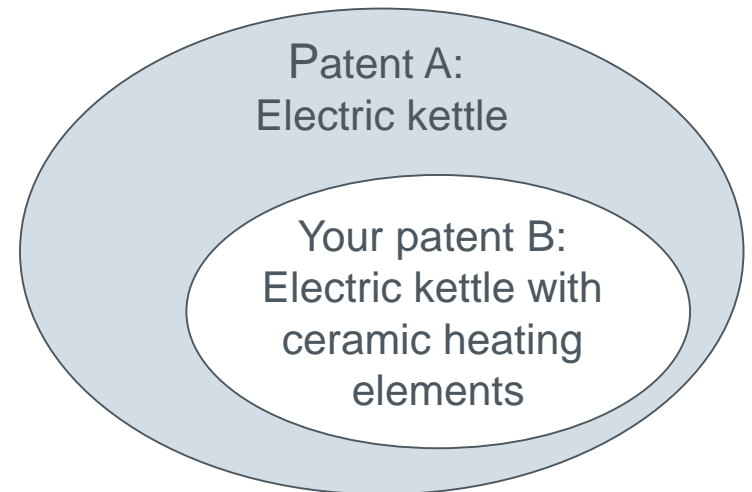 Patent A:
Electric kettle
Your patent B:
Electric kettle with
ceramic heating
elements